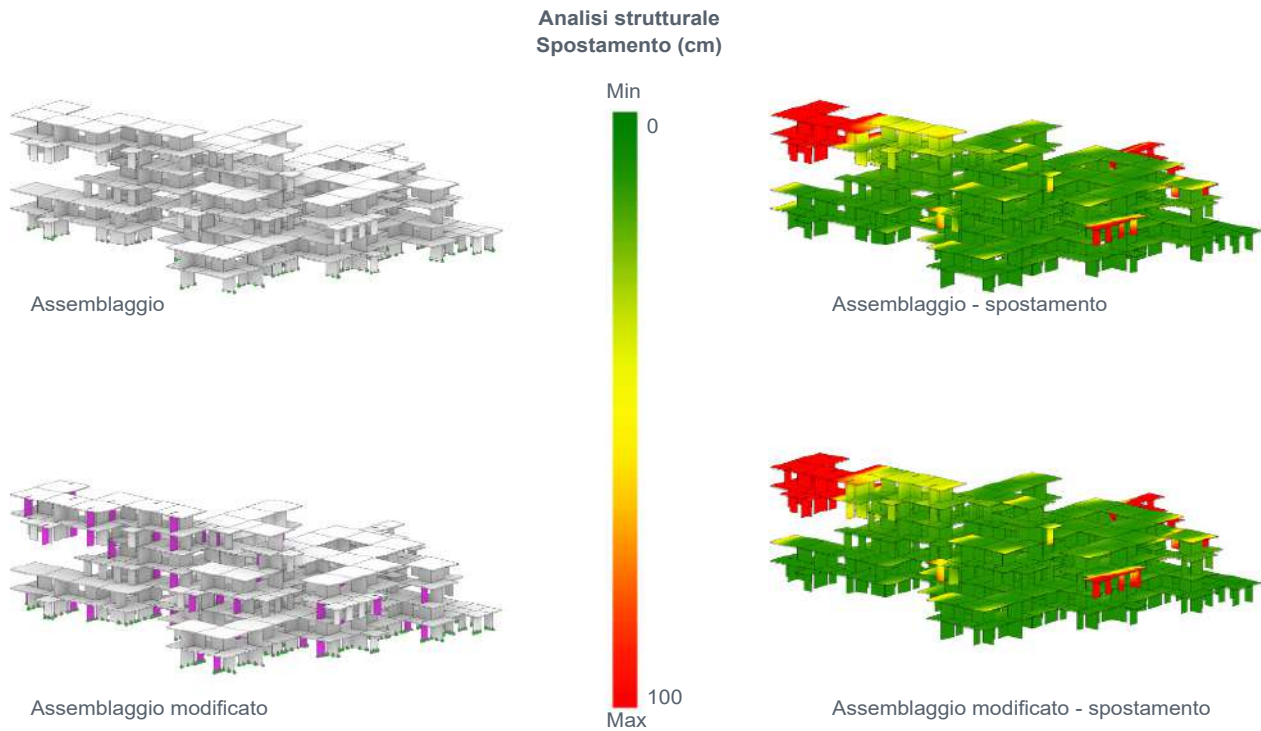 Analisi strutturale
Spostamento (cm)
Min
0
Assemblaggio
Assemblaggio - spostamento
Assemblaggio modificato
100
Max
Assemblaggio modificato - spostamento